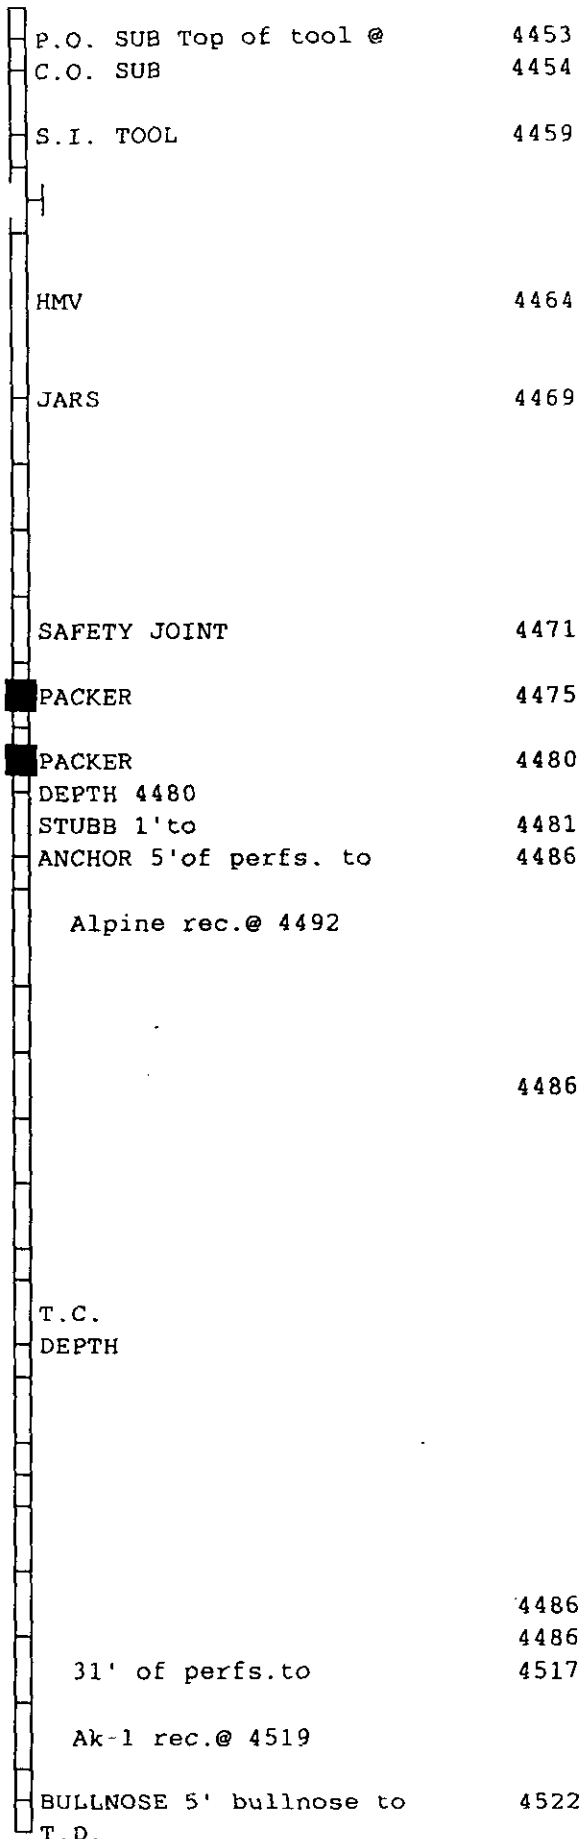 P.O. SUB Top of tool @ 4453
C.O. SUB 4454
S.I. TOOL 4459
HMV 4464
JARS 4469
SAFETY JOINT 4471
PACKER 4475
PACKER 4480
DEPTH 4480
STUBB 1'to 4481
ANCHOR 5'of perfs. to 4486
Alpine rec.@ 4492
4486
T.C.
DEPTH
4486
4486
31' of perfs.to 4517
Ak-1 rec.@ 4519
BULLNOSE 5' bullnose to 4522
T.D.